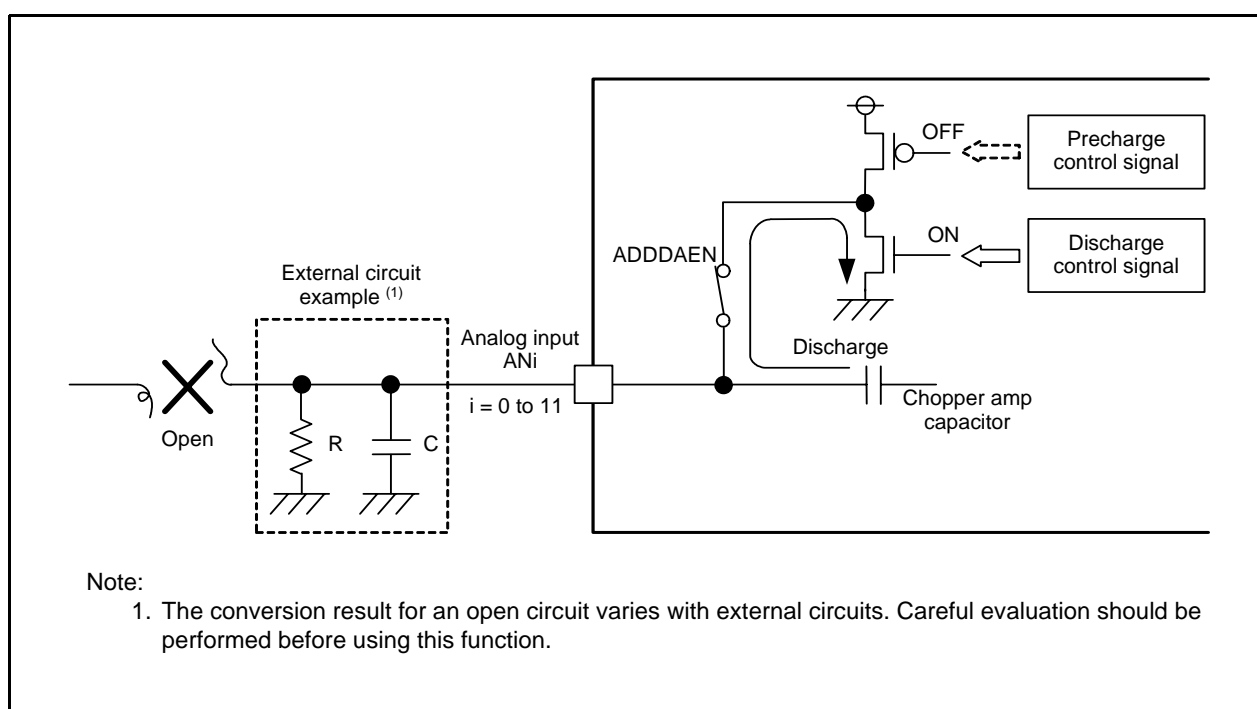 OFF
Precharge
control signal
ON
Discharge
control signal
ADDDAEN
External circuit
example (1)
Analog input
ANi
i = 0 to 11
Discharge
Chopper amp
capacitor
Open
R
C
Note:
1. The conversion result for an open circuit varies with external circuits. Careful evaluation should be
performed before using this function.